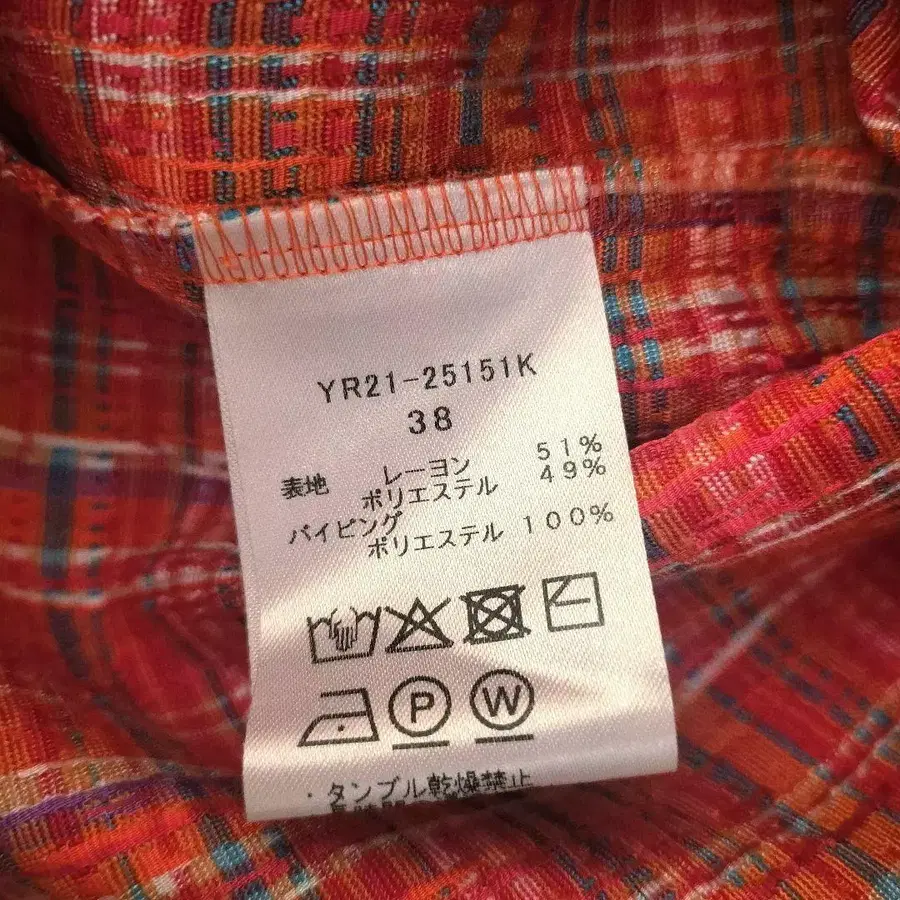 YR21-25151K
38
表地 レーヨン 51%
ポリエステル 49%
パイピング
ポリエステル 100%
P W
・タンブル乾燥禁止